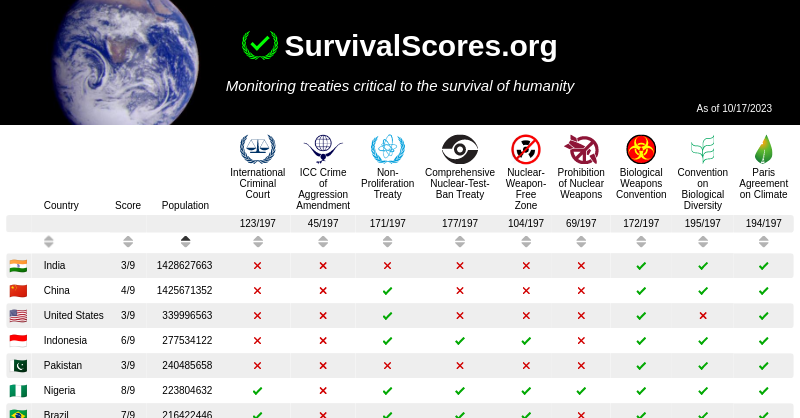 SurvivalScores.org
Monitoring treaties critical to the survival of humanity
As of 10/17/2023
Country Score Population International Criminal Court ICC Crime of Aggression Amendment Non-Proliferation Treaty Comprehensive Nuclear-Test-Ban Treaty Nuclear-Weapon-Free Zone Prohibition of Nuclear Weapons Biological Weapons Convention Convention on Biological Diversity Paris Agreement on Climate
123/197 45/197 171/197 177/197 104/197 69/197 172/197 195/197 194/197
India 3/9 1428627663
China 4/9 1425671352
United States 3/9 339996563
Indonesia 6/9 277534122
Pakistan 3/9 240485658
Nigeria 8/9 223804632
Brazil 7/9 216422446